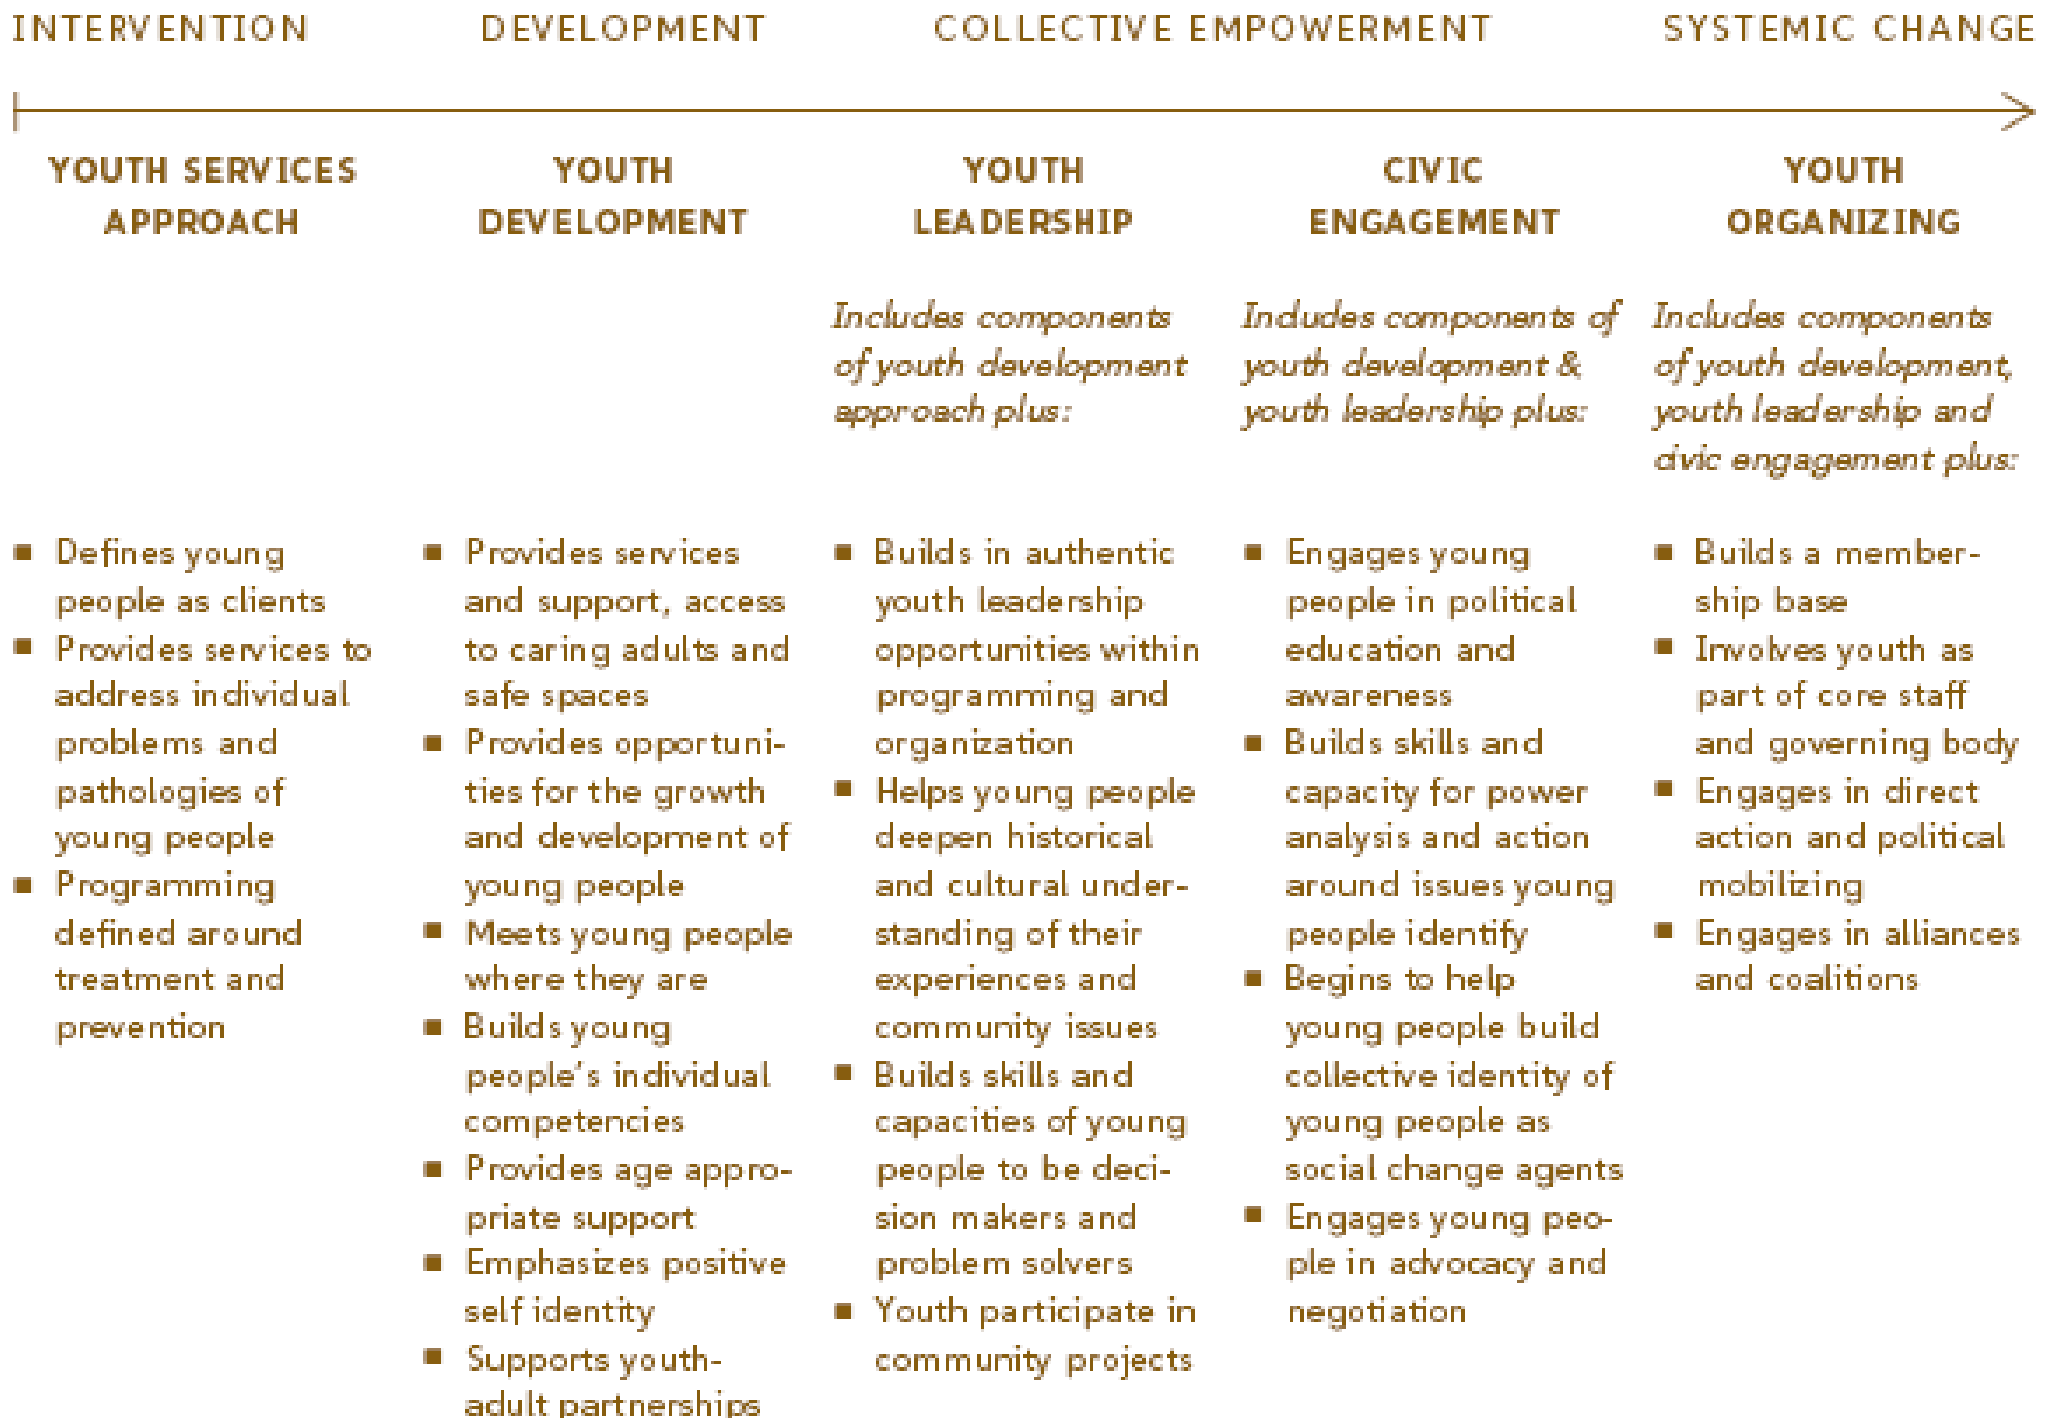 INTERVENTION DEVELOPMENT COLLECTIVE EMPOWERMENT SYSTEMIC CHANGE
YOUTH SERVICES
APPROACH
■ Defines young
people as clients
■ Provides services to
address individual
problems and
pathologies of
young people
■ Programming
defined around
treatment and
prevention
YOUTH
DEVELOPMENT
■ Provides services
and support, access
to caring adults and
safe spaces
■ Provides opportuni-
ties for the growth
and development of
young people
■ Meets young people
where they are
■ Builds young
people's individual
competencies
■ Provides age appro-
priate support
■ Emphasizes positive
self identity
■ Supports youth-
adult partnerships
YOUTH
LEADERSHIP
Includes components
of youth development
approach plus:
■ Builds in authentic
youth leadership
opportunities within
programming and
organization
■ Helps young people
deepen historical
and cultural under-
standing of their
experiences and
community issues
■ Builds skills and
capacities of young
people to be deci-
sion makers and
problem solvers
■ Youth participate in
community projects
CIVIC
ENGAGEMENT
Includes components of
youth development &
youth leadership plus:
■ Engages young
people in political
education and
awareness
■ Builds skills and
capacity for power
analysis and action
around issues young
people identify
■ Begins to help
young people build
collective identity of
young people as
social change agents
■ Engages young peo-
ple in advocacy and
negotiation
YOUTH
ORGANIZING
Includes components
of youth development,
youth leadership and
civic engagement plus:
■ Builds a member-
ship base
■ Involves youth as
part of core staff
and governing body
■ Engages in direct
action and political
mobilizing
■ Engages in alliances
and coalitions